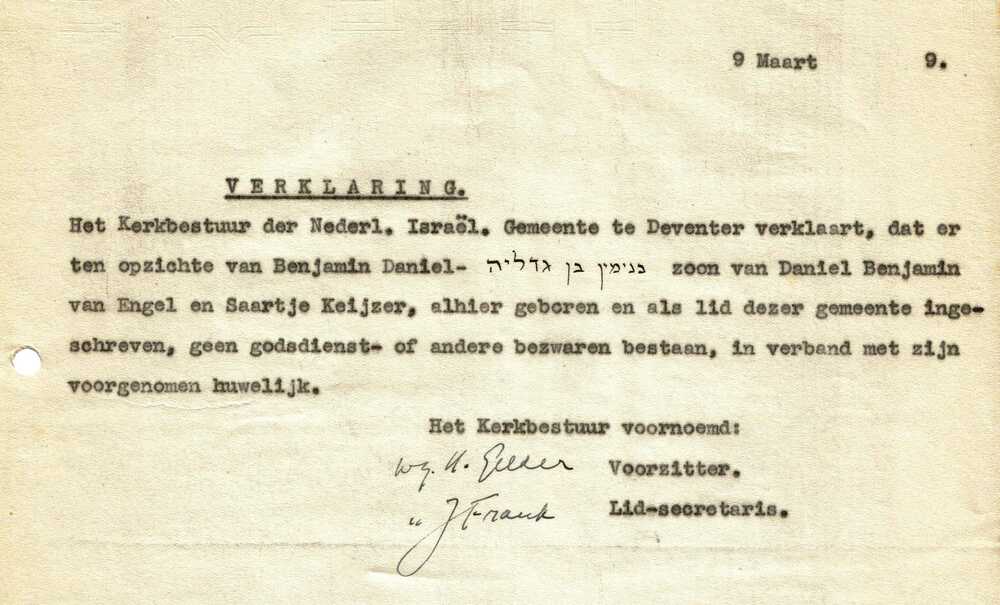 9 Maart 9.
VERKLARING.
Het Kerkbestuur der Nederl. Israël. Gemeente te Deventer verklaart, dat er
ten opzichte van Benjamin Daniel- בנימין בן גדליה zoon van Daniel Benjamin
van Engel en Saartje Keijzer, alhier geboren en als lid dezer gemeente inge-
schreven, geen godsdienst- of andere bezwaren bestaan, in verband met zijn
voorgenomen huwelijk.
Het Kerkbestuur voornoemd:
wg. H. Gelder Voorzitter.
" J Frank Lid-secretaris.